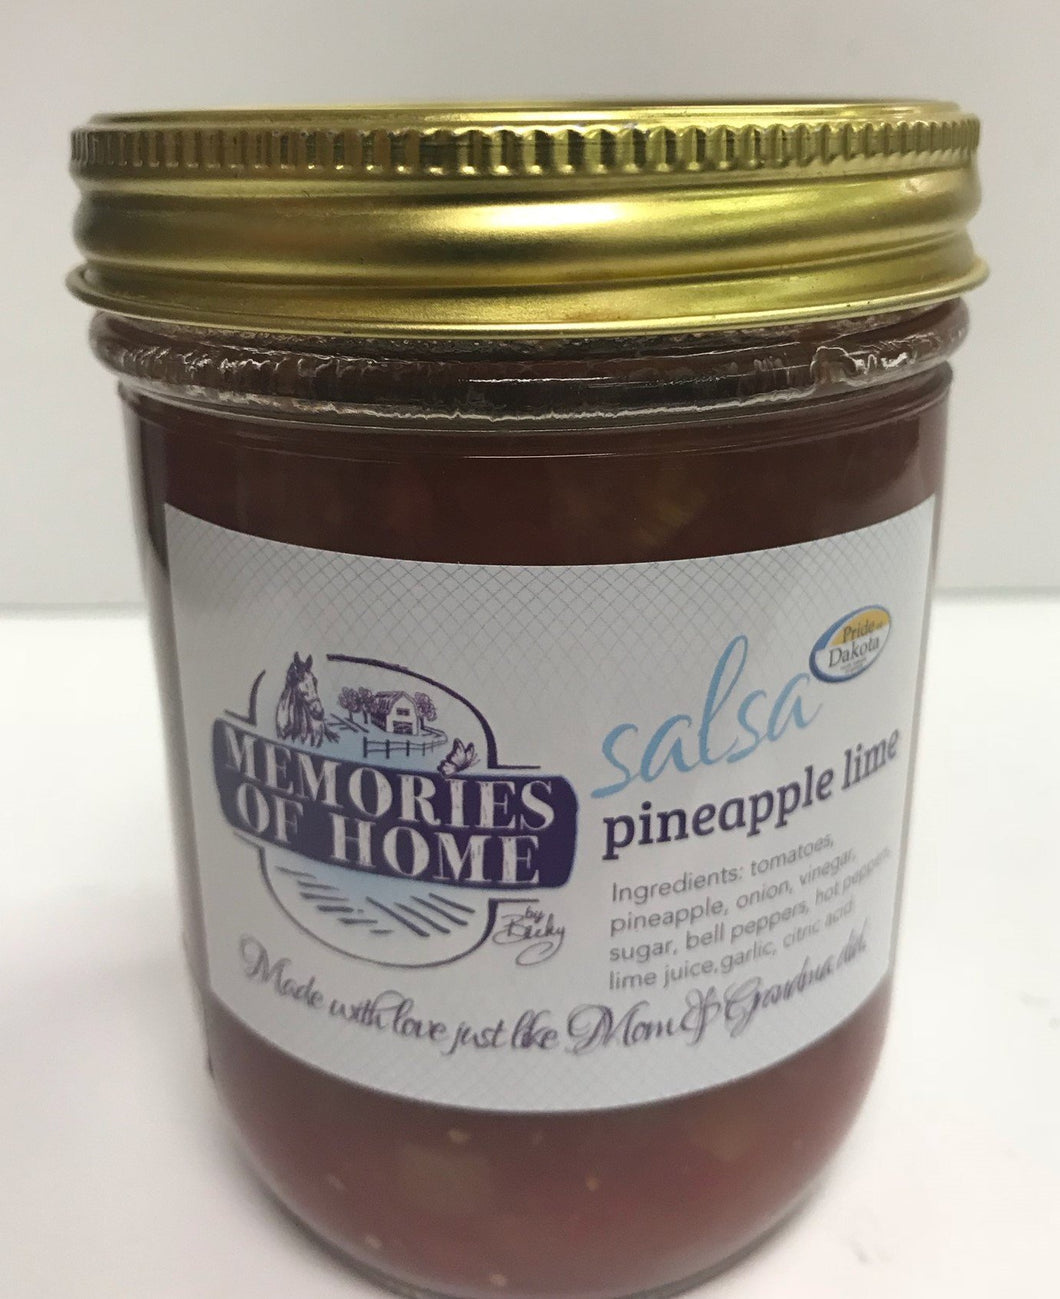 Pride of
Dakota
salsa
pineapple lime
MEMORIES
OF HOME
by
Becky
Ingredients: tomatoes,
pineapple, onion, vinegar,
sugar, bell peppers, hot peppers,
lime juice, garlic, citric acid
Made with love just like Mom & Grandma did.